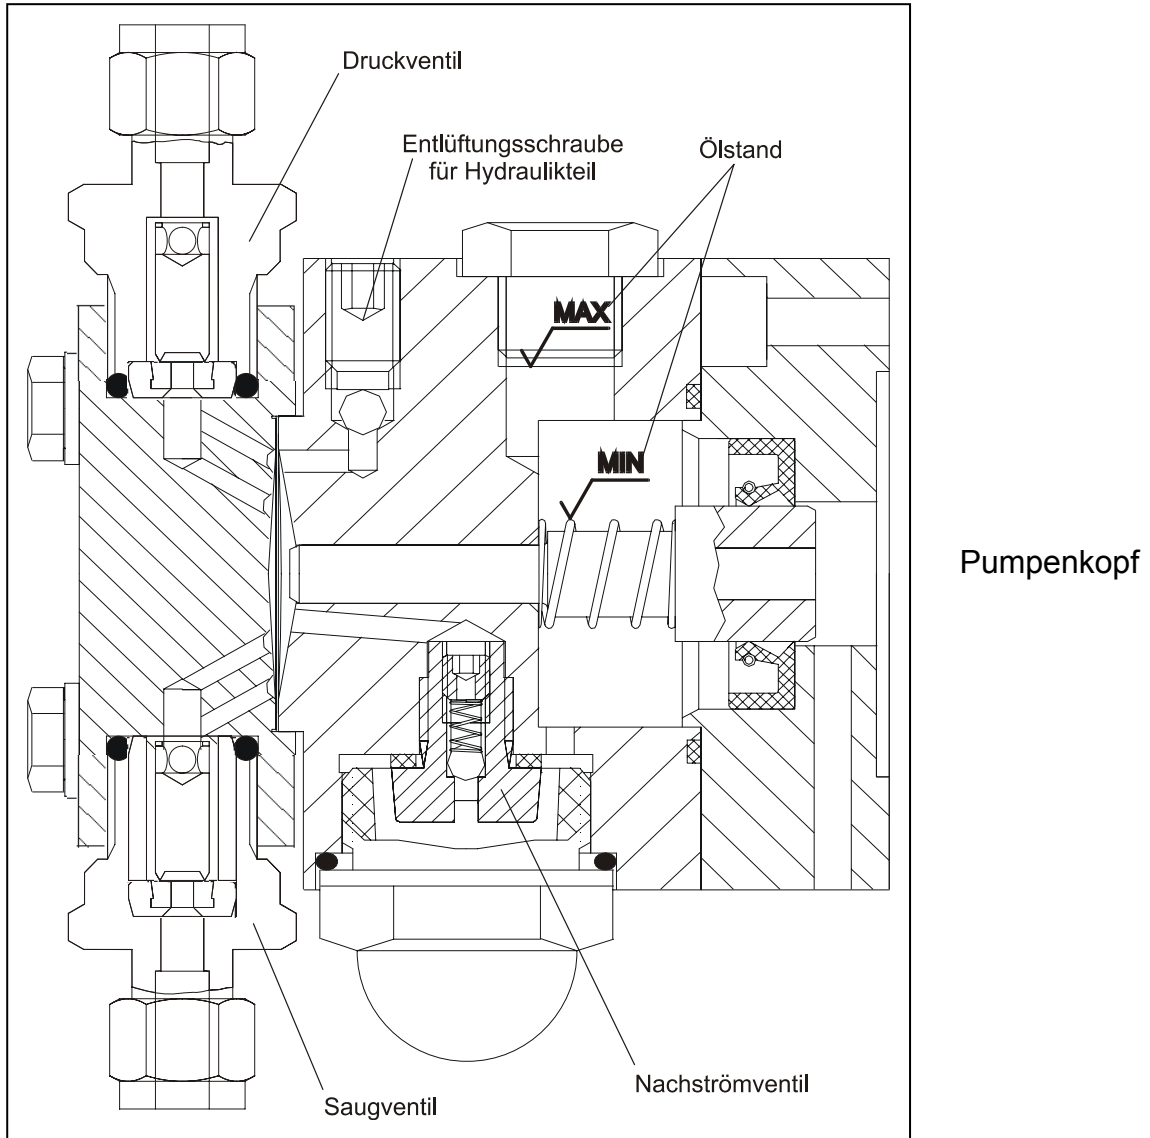 Druckventil
Entlüftungsschraube
für Hydraulikteil
Ölstand
MAX
MIN
Pumpenkopf
Nachströmventil
Saugventil